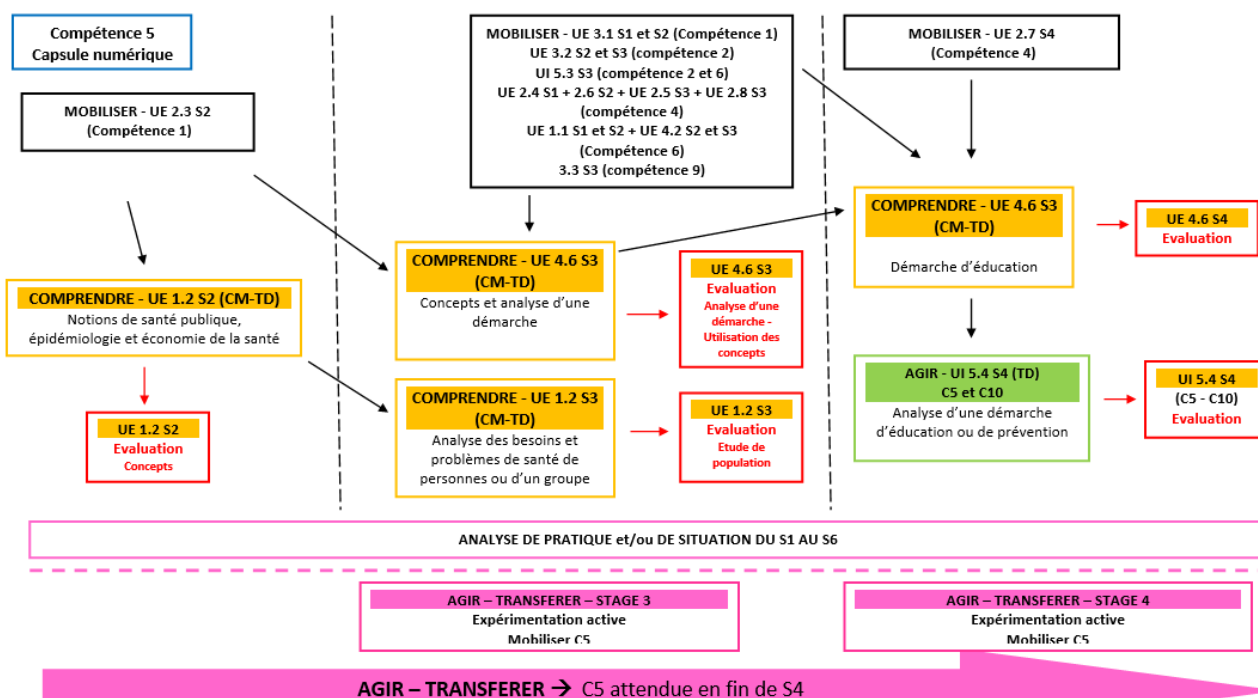 Compétence 5
Capsule numérique
MOBILISER - UE 2.3 S2
(Compétence 1)
COMPRENDRE - UE 1.2 S2 (CM-TD)
Notions de santé publique,
épidémiologie et économie de la santé
UE 1.2 S2
Evaluation
Concepts
MOBILISER - UE 3.1 S1 et S2 (Compétence 1)
UE 3.2 S2 et S3 (compétence 2)
UI 5.3 S3 (compétence 2 et 6)
UE 2.4 S1 + 2.6 S2 + UE 2.5 S3 + UE 2.8 S3
(compétence 4)
UE 1.1 S1 et S2 + UE 4.2 S2 et S3
(Compétence 6)
3.3 S3 (compétence 9)
COMPRENDRE - UE 4.6 S3
(CM-TD)
Concepts et analyse d’une
démarche
UE 4.6 S3
Evaluation
Analyse d’une
démarche -
Utilisation des
concepts
COMPRENDRE - UE 1.2 S3
(CM-TD)
Analyse des besoins et
problèmes de santé de
personnes ou d’un groupe
UE 1.2 S3
Evaluation
Etude de
population
MOBILISER - UE 2.7 S4
(Compétence 4)
COMPRENDRE - UE 4.6 S3
(CM-TD)
Démarche d’éducation
UE 4.6 S4
Evaluation
AGIR - UI 5.4 S4 (TD)
C5 et C10
Analyse d’une démarche
d’éducation ou de prévention
UI 5.4 S4
(C5 - C10)
Evaluation
ANALYSE DE PRATIQUE et/ou DE SITUATION DU S1 AU S6
AGIR – TRANSFERER – STAGE 3
Expérimentation active
Mobiliser C5
AGIR – TRANSFERER – STAGE 4
Expérimentation active
Mobiliser C5
AGIR – TRANSFERER → C5 attendue en fin de S4